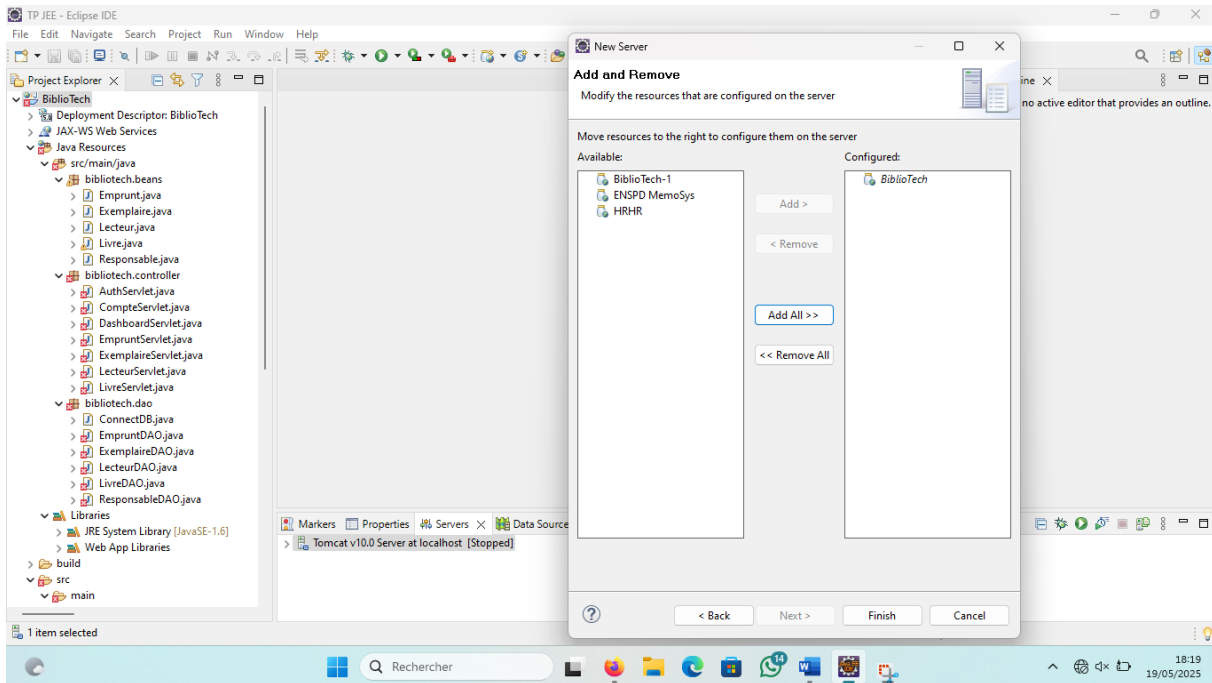 TP JEE - Eclipse IDE
File Edit Navigate Search Project Run Window Help
Project Explorer
BiblioTech
Deployment Descriptor: BiblioTech
JAX-WS Web Services
Java Resources
src/main/java
bibliotech.beans
Emprunt.java
Exemplaire.java
Lecteur.java
Livre.java
Responsable.java
bibliotech.controller
AuthServlet.java
CompteServlet.java
DashboardServlet.java
EmpruntServlet.java
ExemplaireServlet.java
LecteurServlet.java
LivreServlet.java
bibliotech.dao
ConnectDB.java
EmpruntDAO.java
ExemplaireDAO.java
LecteurDAO.java
LivreDAO.java
ResponsableDAO.java
Libraries
JRE System Library [JavaSE-1.6]
Web App Libraries
build
src
main
1 item selected
Markers Properties Servers Data Source
Tomcat v10.0 Server at localhost [Stopped]
New Server
Add and Remove
Modify the resources that are configured on the server
Move resources to the right to configure them on the server
Available:
BiblioTech-1
ENSPD MemoSys
HRHR
Add >
< Remove
Add All >>
<< Remove All
Configured:
BiblioTech
< Back Next > Finish Cancel
ine
no active editor that provides an outline.
Rechercher
14
18:19
19/05/2025